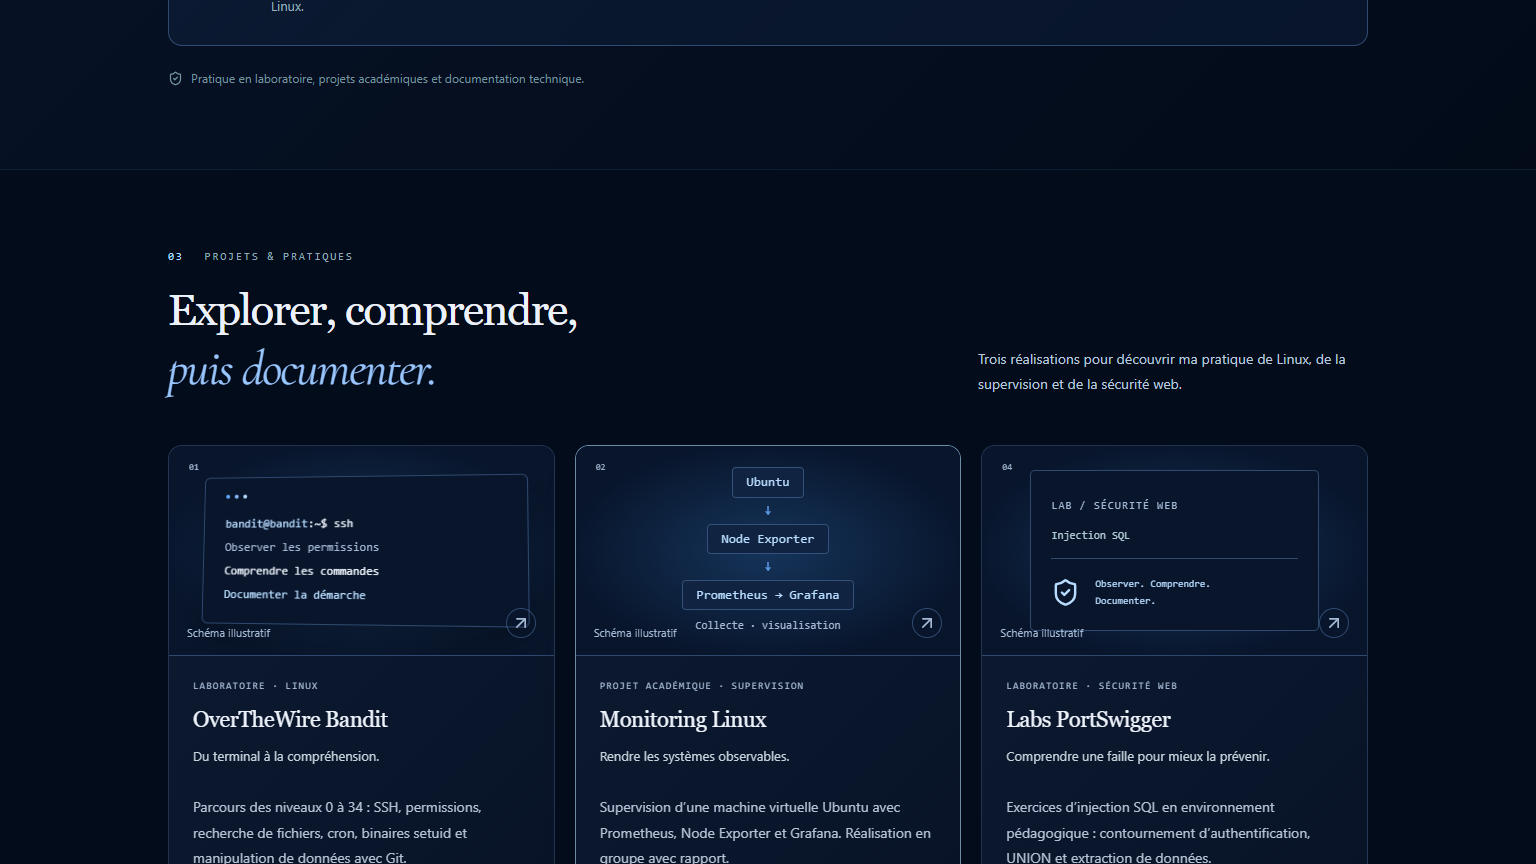 Linux.
Pratique en laboratoire, projets académiques et documentation technique.
03 PROJETS & PRATIQUES
Explorer, comprendre,
puis documenter.
Trois réalisations pour découvrir ma pratique de Linux, de la
supervision et de la sécurité web.
01
bandit@bandit:~$ ssh
Observer les permissions
Comprendre les commandes
Documenter la démarche
Schéma illustratif
LABORATOIRE · LINUX
OverTheWire Bandit
Du terminal à la compréhension.
Parcours des niveaux 0 à 34 : SSH, permissions,
recherche de fichiers, cron, binaires setuid et
manipulation de données avec Git.
02
Ubuntu
↓
Node Exporter
↓
Prometheus → Grafana
Collecte · visualisation
Schéma illustratif
PROJET ACADÉMIQUE · SUPERVISION
Monitoring Linux
Rendre les systèmes observables.
Supervision d’une machine virtuelle Ubuntu avec
Prometheus, Node Exporter et Grafana. Réalisation en
groupe avec rapport.
04
LAB / SÉCURITÉ WEB
Injection SQL
Observer. Comprendre.
Documenter.
Schéma illustratif
LABORATOIRE · SÉCURITÉ WEB
Labs PortSwigger
Comprendre une faille pour mieux la prévenir.
Exercices d’injection SQL en environnement
pédagogique : contournement d’authentification,
UNION et extraction de données.